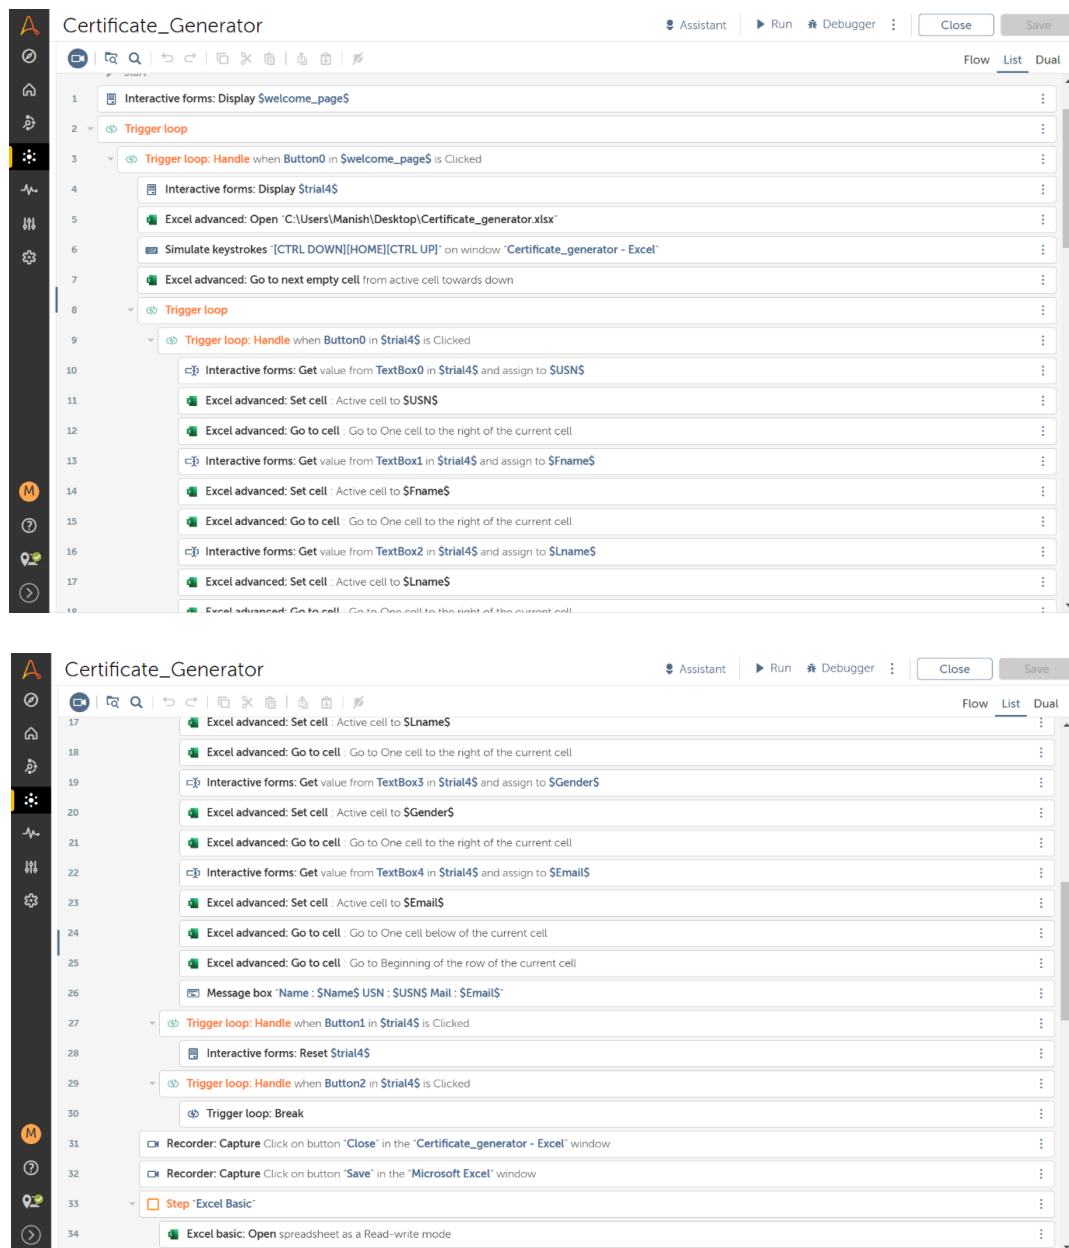 Certificate_Generator Assistant Run Debugger Close Save
Flow List Dual
Start
1 Interactive forms: Display $welcome_page$
2 Trigger loop
3 Trigger loop: Handle when Button0 in $welcome_page$ is Clicked
4 Interactive forms: Display $trial4$
5 Excel advanced: Open "C:\Users\Manish\Desktop\Certificate_generator.xlsx"
6 Simulate keystrokes "[CTRL DOWN][HOME][CTRL UP]" on window "Certificate_generator - Excel"
7 Excel advanced: Go to next empty cell from active cell towards down
8 Trigger loop
9 Trigger loop: Handle when Button0 in $trial4$ is Clicked
10 Interactive forms: Get value from TextBox0 in $trial4$ and assign to $USN$
11 Excel advanced: Set cell : Active cell to $USN$
12 Excel advanced: Go to cell : Go to One cell to the right of the current cell
13 Interactive forms: Get value from TextBox1 in $trial4$ and assign to $Fname$
14 Excel advanced: Set cell : Active cell to $Fname$
15 Excel advanced: Go to cell : Go to One cell to the right of the current cell
16 Interactive forms: Get value from TextBox2 in $trial4$ and assign to $Lname$
17 Excel advanced: Set cell : Active cell to $Lname$
18 Excel advanced: Go to cell : Go to One cell to the right of the current cell
M
Certificate_Generator Assistant Run Debugger Close Save
Flow List Dual
17 Excel advanced: Set cell : Active cell to $Lname$
18 Excel advanced: Go to cell : Go to One cell to the right of the current cell
19 Interactive forms: Get value from TextBox3 in $trial4$ and assign to $Gender$
20 Excel advanced: Set cell : Active cell to $Gender$
21 Excel advanced: Go to cell : Go to One cell to the right of the current cell
22 Interactive forms: Get value from TextBox4 in $trial4$ and assign to $Email$
23 Excel advanced: Set cell : Active cell to $Email$
24 Excel advanced: Go to cell : Go to One cell below of the current cell
25 Excel advanced: Go to cell : Go to Beginning of the row of the current cell
26 Message box "Name : $Name$ USN : $USN$ Mail : $Email$"
27 Trigger loop: Handle when Button1 in $trial4$ is Clicked
28 Interactive forms: Reset $trial4$
29 Trigger loop: Handle when Button2 in $trial4$ is Clicked
30 Trigger loop: Break
31 Recorder: Capture Click on button "Close" in the "Certificate_generator - Excel" window
32 Recorder: Capture Click on button "Save" in the "Microsoft Excel" window
33 Step "Excel Basic"
34 Excel basic: Open spreadsheet as a Read-write mode
M